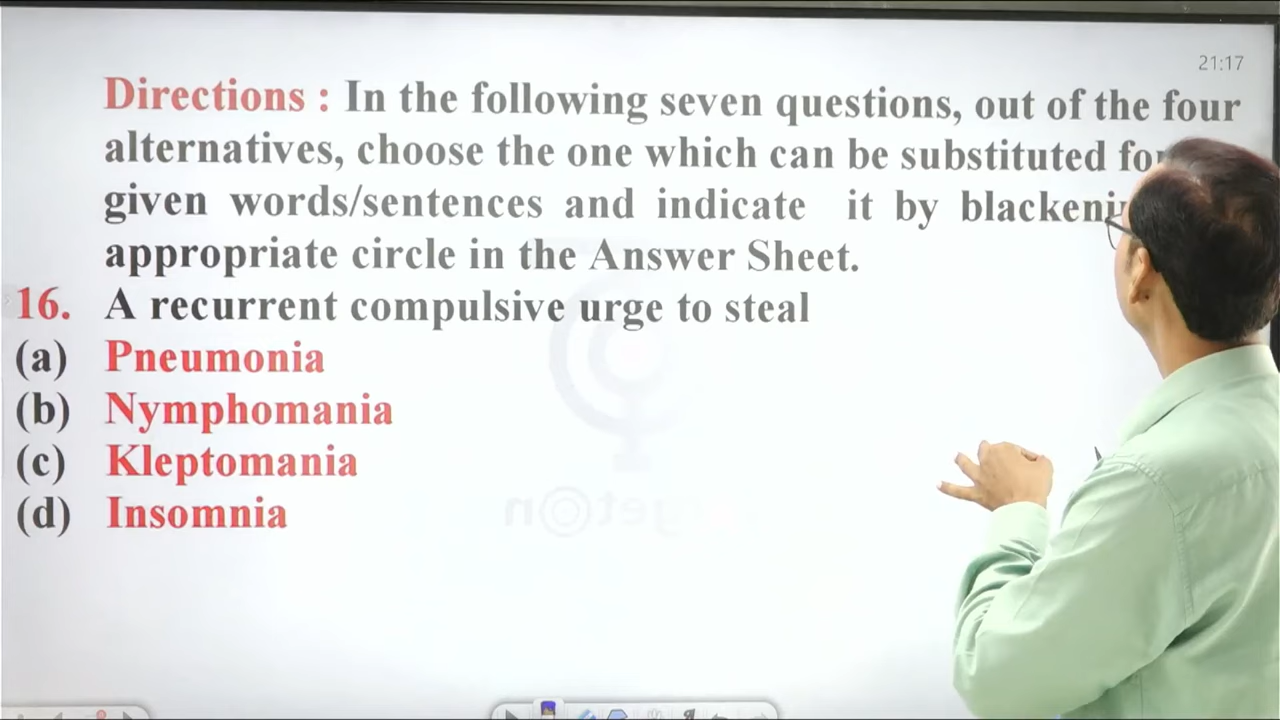 21:17
Directions : In the following seven questions, out of the four
alternatives, choose the one which can be substituted
given words/sentences and indicate it by
appropriate circle in the Answer Sheet.
16. A recurrent compulsive urge to steal
(a) Pneumonia
(b) Nymphomania
(c) Kleptomania
(d) Insomnia